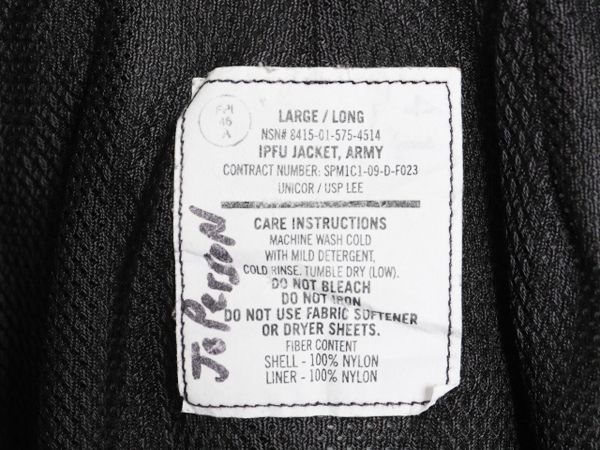 FPI
46
A
LARGE / LONG
NSN# 8415-01-575-4514
IPFU JACKET, ARMY
CONTRACT NUMBER: SPM1C1-09-D-F023
UNICOR / USP LEE
CARE INSTRUCTIONS
MACHINE WASH COLD
WITH MILD DETERGENT,
COLD RINSE. TUMBLE DRY (LOW).
DO NOT BLEACH
DO NOT IRON
DO NOT USE FABRIC SOFTENER
OR DRYER SHEETS.
FIBER CONTENT
SHELL - 100% NYLON
LINER - 100% NYLON
JoPerson